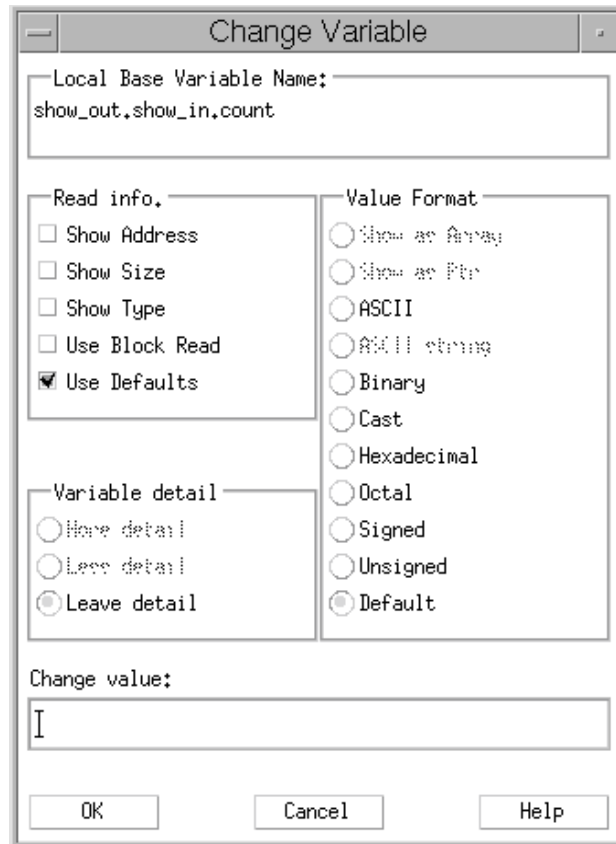 Change Variable
Local Base Variable Name:
show_out.show_in.count
Read info.
Show Address
Show Size
Show Type
Use Block Read
Use Defaults
Variable detail
More detail
Less detail
Leave detail
Value Format
Show as Array
Show as Ptr
ASCII
ASCII string
Binary
Cast
Hexadecimal
Octal
Signed
Unsigned
Default
Change value:
OK
Cancel
Help